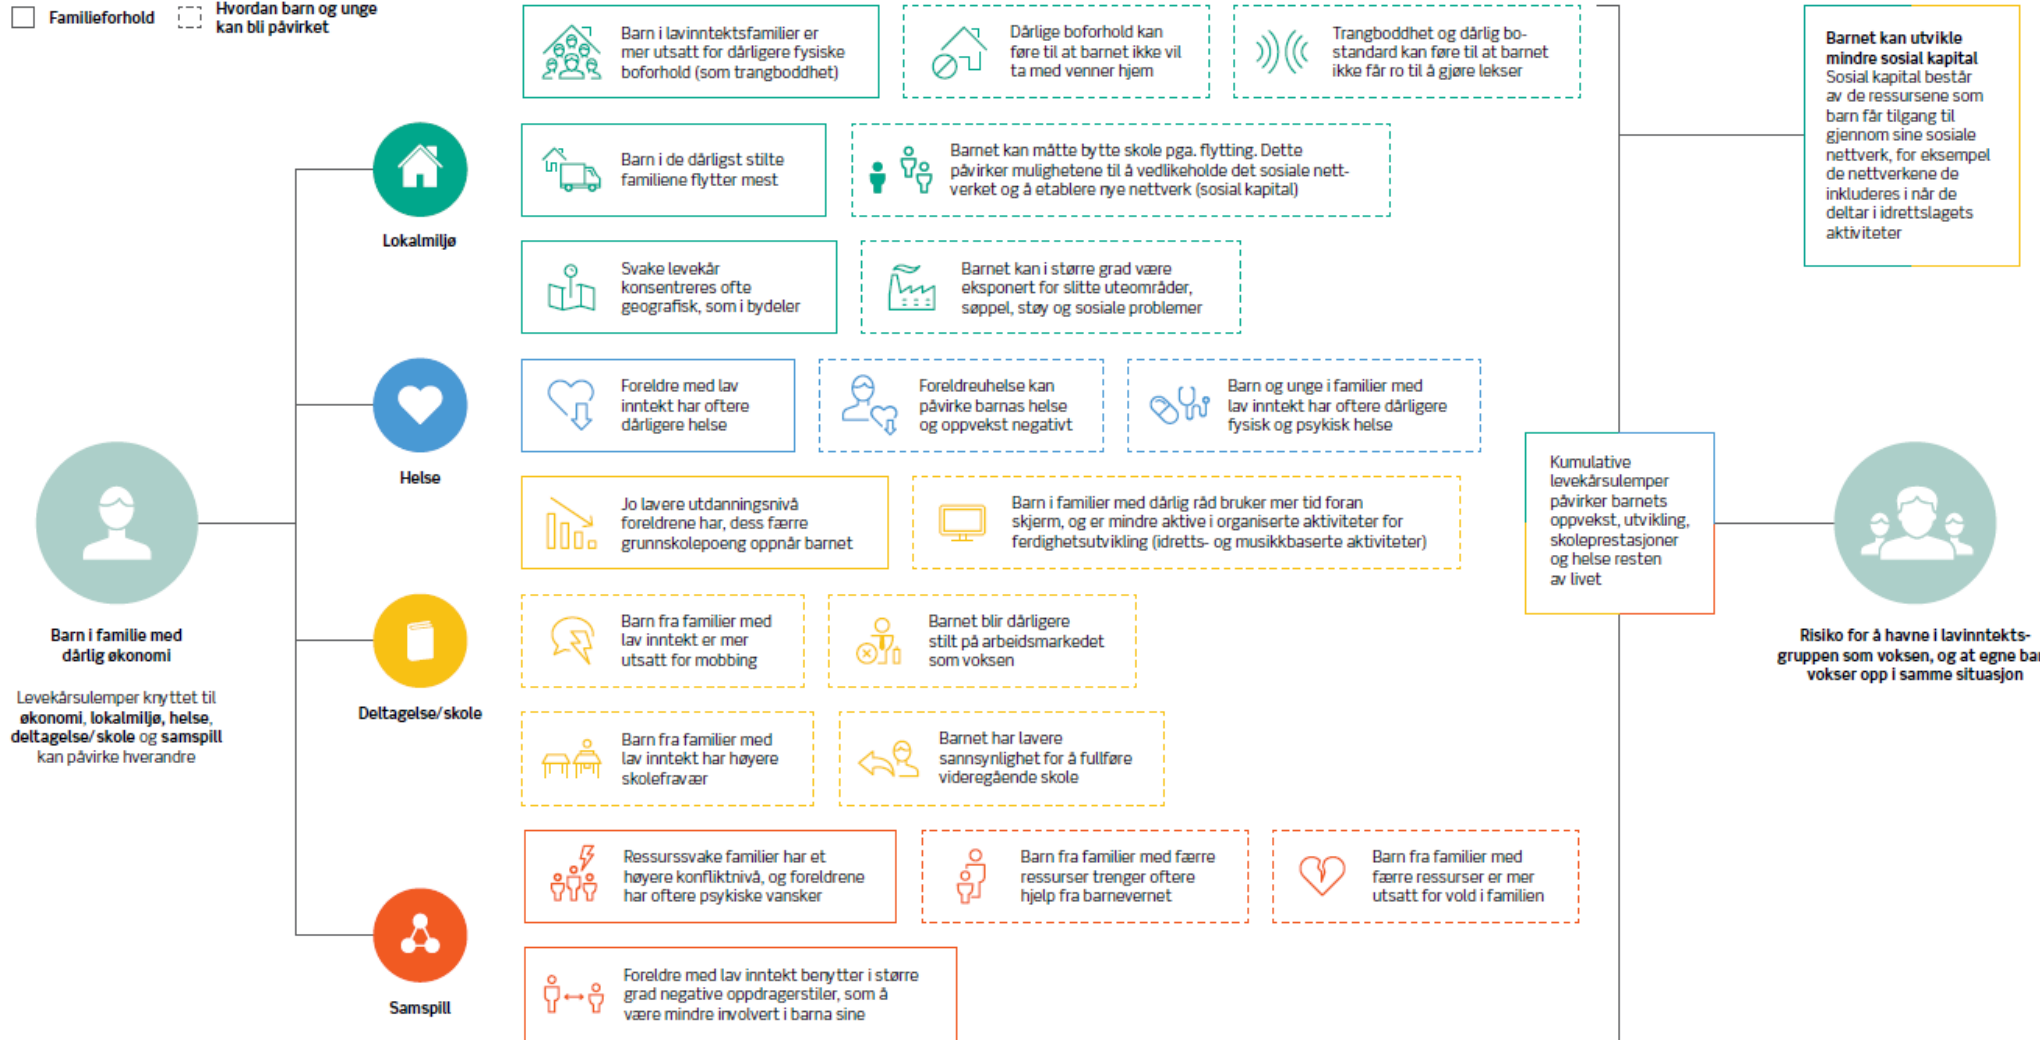 Familieforhold
Hvordan barn og unge
kan bli påvirket
Barn i lavinntektsfamilier er
mer utsatt for dårligere fysiske
boforhold (som trangboddhet)
Dårlige boforhold kan
føre til at barnet ikke vil
ta med venner hjem
Trangboddhet og dårlig bo-
standard kan føre til at barnet
ikke får ro til å gjøre lekser
Barnet kan utvikle
mindre sosial kapital
Sosial kapital består
av de ressursene som
barn får tilgang til
gjennom sine sosiale
nettverk, for eksempel
de nettverkene de
inkluderes i når de
deltar i idrettslagets
aktiviteter
Lokalmiljø
Barn i de dårligst stilte
familiene flytter mest
Barnet kan måtte bytte skole pga. flytting. Dette
påvirker mulighetene til å vedlikeholde det sosiale nett-
verket og å etablere nye nettverk (sosial kapital)
Svake levekår
konsentreres ofte
geografisk, som i bydeler
Barnet kan i større grad være
eksponert for slitte uteområder,
søppel, støy og sosiale problemer
Helse
Foreldre med lav
inntekt har oftere
dårligere helse
Foreldreuhelse kan
påvirke barnas helse
og oppvekst negativt
Barn og unge i familier med
lav inntekt har oftere dårligere
fysisk og psykisk helse
Barn i familie med
dårlig økonomi
Levekårsulemper knyttet til
økonomi, lokalmiljø, helse,
deltagelse/skole og samspill
kan påvirke hverandre
Jo lavere utdanningsnivå
foreldrene har, dess færre
grunnskolepoeng oppnår barnet
Barn i familier med dårlig råd bruker mer tid foran
skjerm, og er mindre aktive i organiserte aktiviteter for
ferdighetsutvikling (idretts- og musikkbaserte aktiviteter)
Deltagelse/skole
Barn fra familier med
lav inntekt er mer
utsatt for mobbing
Barnet blir dårligere
stilt på arbeidsmarkedet
som voksen
Barn fra familier med
lav inntekt har høyere
skolefravær
Barnet har lavere
sannsynlighet for å fullføre
videregående skole
Kumulative
levekårsulemper
påvirker barnets
oppvekst, utvikling,
skoleprestasjoner
og helse resten
av livet
Risiko for å havne i lavinntekts-
gruppen som voksen, og at egne
vokser opp i samme situasjon
Samspill
Ressurssvake familier har et
høyere konfliktnivå, og foreldrene
har oftere psykiske vansker
Barn fra familier med færre
ressurser trenger oftere
hjelp fra barnevernet
Barn fra familier med
færre ressurser er mer
utsatt for vold i familien
Foreldre med lav inntekt benytter i større
grad negative oppdragerstiler, som å
være mindre involvert i barna sine